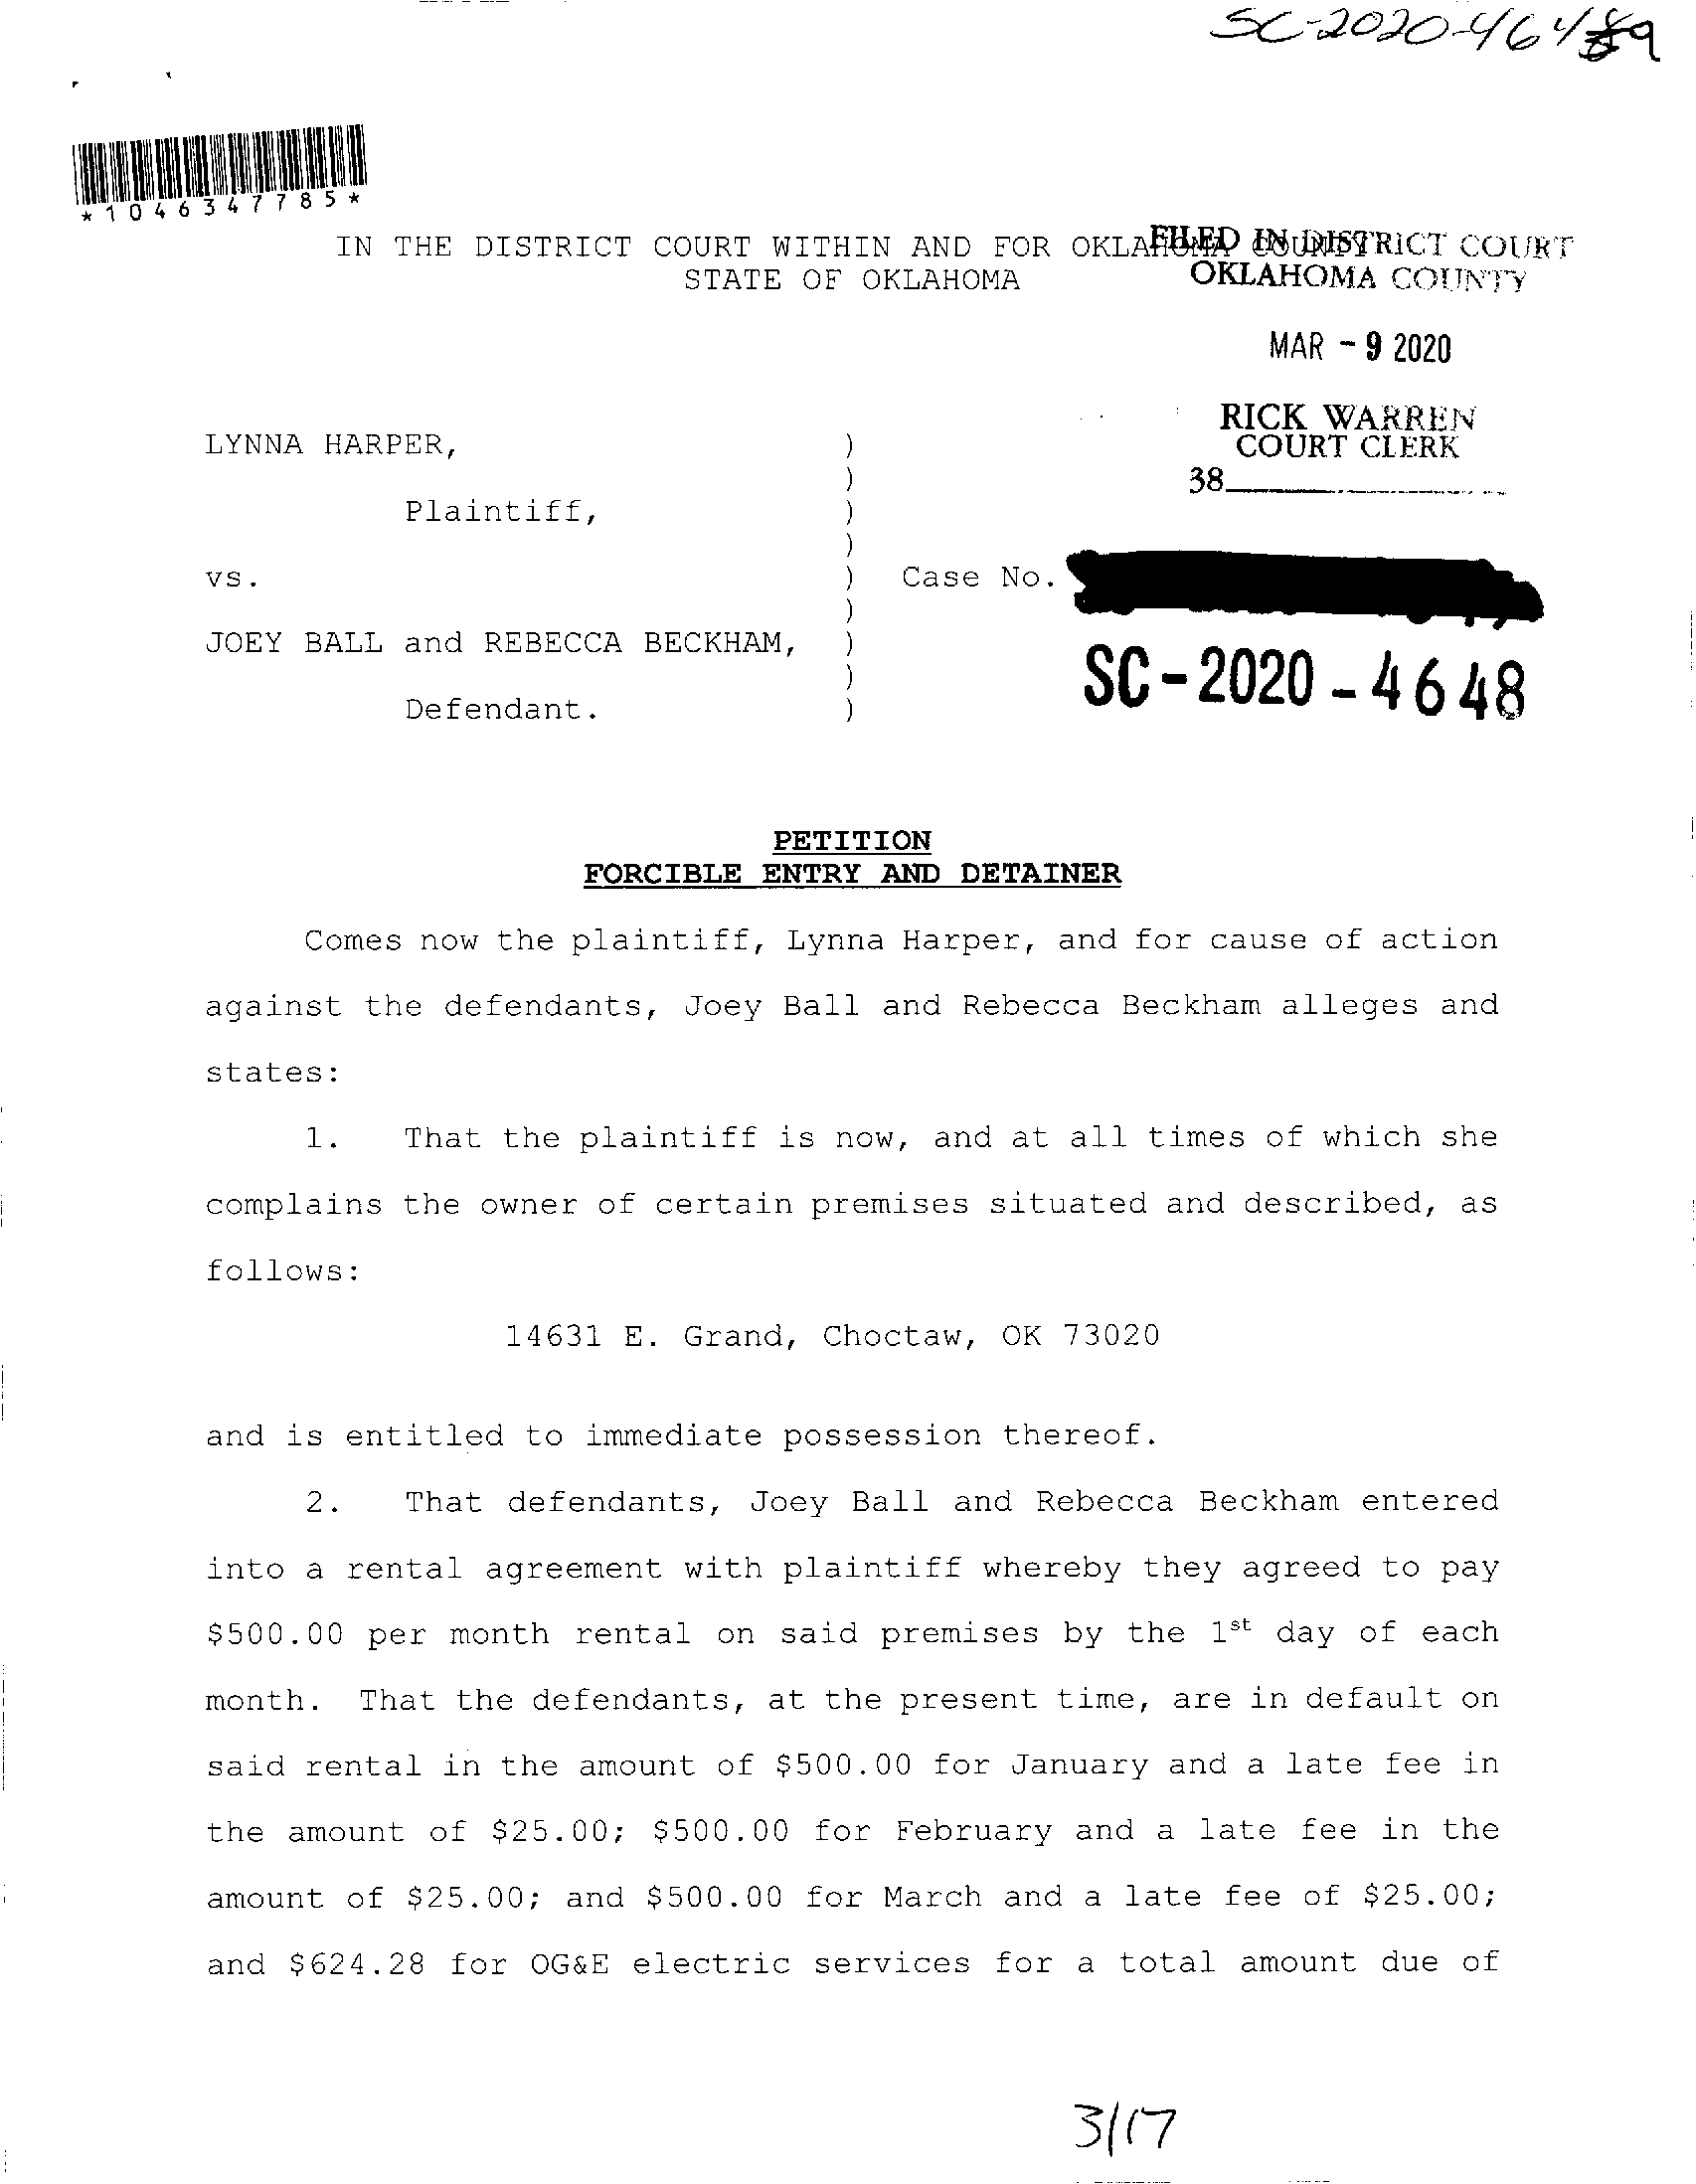 *1046347785*
IN THE DISTRICT COURT WITHIN AND FOR OKLAHOMA COUNTY
STATE OF OKLAHOMA
FILED IN DISTRICT COURT
OKLAHOMA COUNTY
MAR - 9 2020
RICK WARREN
COURT CLERK
38
LYNNA HARPER, )
)
Plaintiff, )
)
vs. ) Case No.
)
JOEY BALL and REBECCA BECKHAM, )
)
Defendant. )
SC-2020-4648
PETITION
FORCIBLE ENTRY AND DETAINER
Comes now the plaintiff, Lynna Harper, and for cause of action
against the defendants, Joey Ball and Rebecca Beckham alleges and
states:
1. That the plaintiff is now, and at all times of which she
complains the owner of certain premises situated and described, as
follows:
14631 E. Grand, Choctaw, OK 73020
and is entitled to immediate possession thereof.
2. That defendants, Joey Ball and Rebecca Beckham entered
into a rental agreement with plaintiff whereby they agreed to pay
$500.00 per month rental on said premises by the 1st day of each
month. That the defendants, at the present time, are in default on
said rental in the amount of $500.00 for January and a late fee in
the amount of $25.00; $500.00 for February and a late fee in the
amount of $25.00; and $500.00 for March and a late fee of $25.00;
and $624.28 for OG&E electric services for a total amount due of
3/17